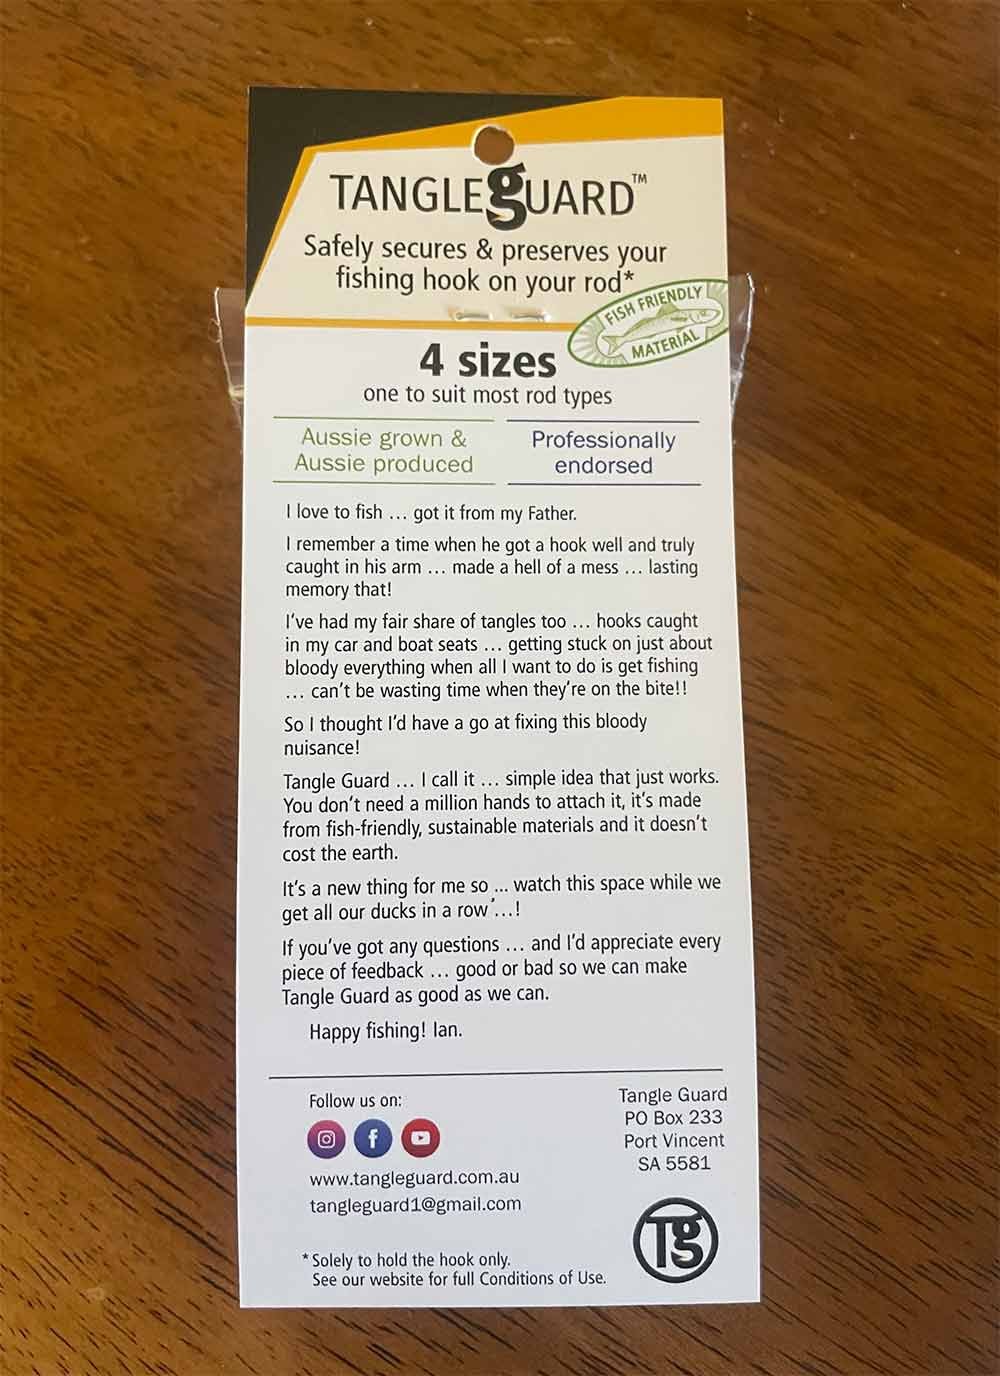 TANGLEgUARD™
Safely secures & preserves your
fishing hook on your rod*
FISH FRIENDLY
MATERIAL
4 sizes
one to suit most rod types
Aussie grown &
Aussie produced
Professionally
endorsed
I love to fish … got it from my Father.
I remember a time when he got a hook well and truly
caught in his arm … made a hell of a mess … lasting
memory that!
I've had my fair share of tangles too … hooks caught
in my car and boat seats … getting stuck on just about
bloody everything when all I want to do is get fishing
… can't be wasting time when they're on the bite!!
So I thought I'd have a go at fixing this bloody
nuisance!
Tangle Guard … I call it … simple idea that just works.
You don't need a million hands to attach it, it's made
from fish-friendly, sustainable materials and it doesn't
cost the earth.
It's a new thing for me so ... watch this space while we
get all our ducks in a row …!
If you've got any questions … and I'd appreciate every
piece of feedback … good or bad so we can make
Tangle Guard as good as we can.
Happy fishing! Ian.
Follow us on:
www.tangleguard.com.au
tangleguard1@gmail.com
Tangle Guard
PO Box 233
Port Vincent
SA 5581
Tg
* Solely to hold the hook only.
See our website for full Conditions of Use.